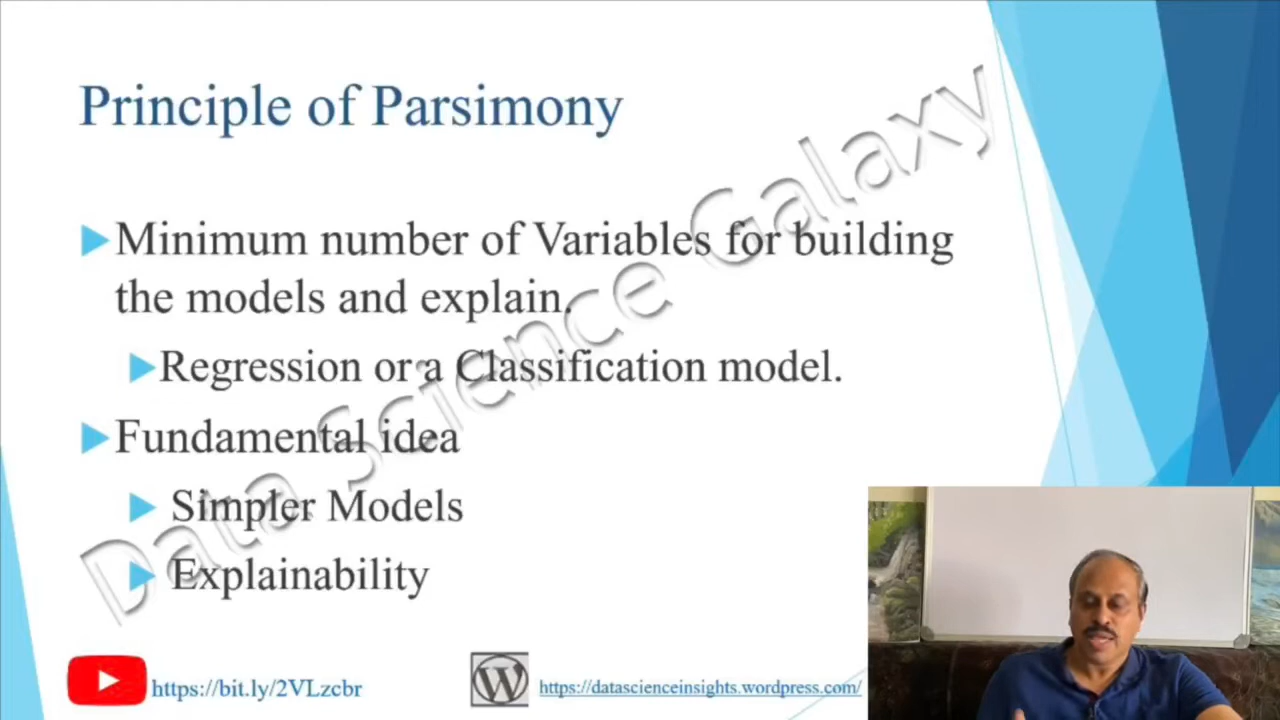 Principle of Parsimony
Minimum number of Variables for building
the models and explain.
Regression or a Classification model.
Fundamental idea
Simpler Models
Explainability
Data Science Galaxy
https://bit.ly/2VLzcbr
https://datascienceinsights.wordpress.com/